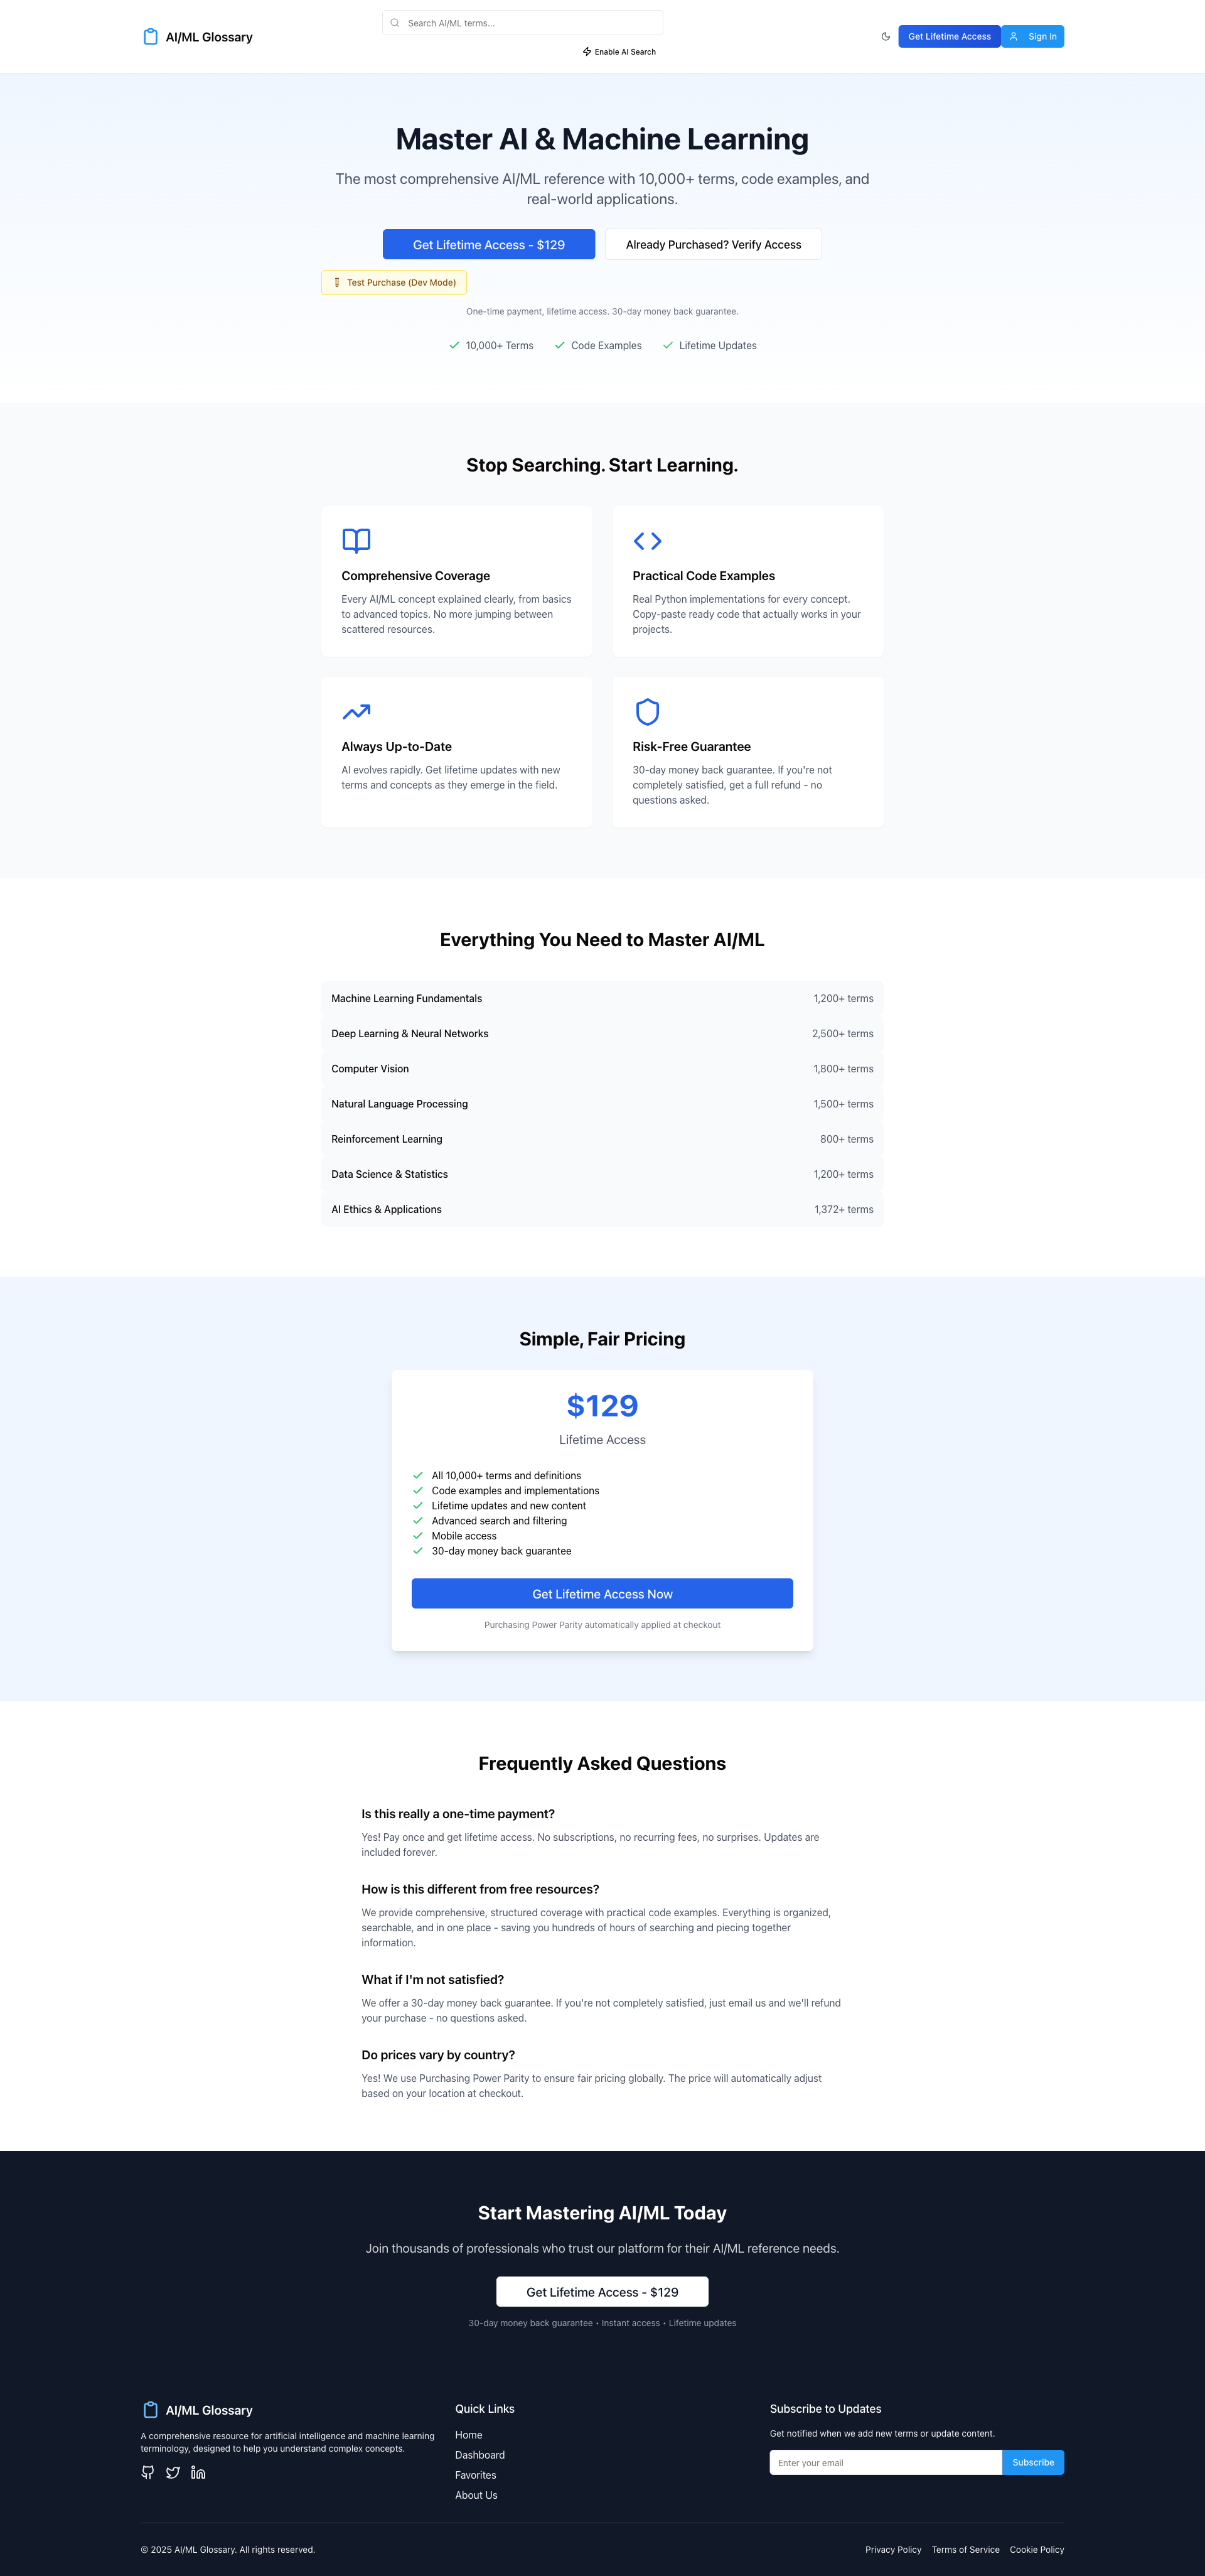 AI/ML Glossary
Search AI/ML terms...
Enable AI Search
Get Lifetime Access
Sign In
Master AI & Machine Learning
The most comprehensive AI/ML reference with 10,000+ terms, code examples, and
real-world applications.
Get Lifetime Access - $129
Already Purchased? Verify Access
Test Purchase (Dev Mode)
One-time payment, lifetime access. 30-day money back guarantee.
10,000+ Terms
Code Examples
Lifetime Updates
Stop Searching. Start Learning.
Comprehensive Coverage
Every AI/ML concept explained clearly, from basics
to advanced topics. No more jumping between
scattered resources.
Practical Code Examples
Real Python implementations for every concept.
Copy-paste ready code that actually works in your
projects.
Always Up-to-Date
AI evolves rapidly. Get lifetime updates with new
terms and concepts as they emerge in the field.
Risk-Free Guarantee
30-day money back guarantee. If you're not
completely satisfied, get a full refund - no
questions asked.
Everything You Need to Master AI/ML
Machine Learning Fundamentals 1,200+ terms
Deep Learning & Neural Networks 2,500+ terms
Computer Vision 1,800+ terms
Natural Language Processing 1,500+ terms
Reinforcement Learning 800+ terms
Data Science & Statistics 1,200+ terms
AI Ethics & Applications 1,372+ terms
Simple, Fair Pricing
$129
Lifetime Access
All 10,000+ terms and definitions
Code examples and implementations
Lifetime updates and new content
Advanced search and filtering
Mobile access
30-day money back guarantee
Get Lifetime Access Now
Purchasing Power Parity automatically applied at checkout
Frequently Asked Questions
Is this really a one-time payment?
Yes! Pay once and get lifetime access. No subscriptions, no recurring fees, no surprises. Updates are
included forever.
How is this different from free resources?
We provide comprehensive, structured coverage with practical code examples. Everything is organized,
searchable, and in one place - saving you hundreds of hours of searching and piecing together
information.
What if I'm not satisfied?
We offer a 30-day money back guarantee. If you're not completely satisfied, just email us and we'll refund
your purchase - no questions asked.
Do prices vary by country?
Yes! We use Purchasing Power Parity to ensure fair pricing globally. The price will automatically adjust
based on your location at checkout.
Start Mastering AI/ML Today
Join thousands of professionals who trust our platform for their AI/ML reference needs.
Get Lifetime Access - $129
30-day money back guarantee • Instant access • Lifetime updates
AI/ML Glossary
A comprehensive resource for artificial intelligence and machine learning
terminology, designed to help you understand complex concepts.
Quick Links
Home
Dashboard
Favorites
About Us
Subscribe to Updates
Get notified when we add new terms or update content.
Enter your email
Subscribe
© 2025 AI/ML Glossary. All rights reserved.
Privacy Policy
Terms of Service
Cookie Policy